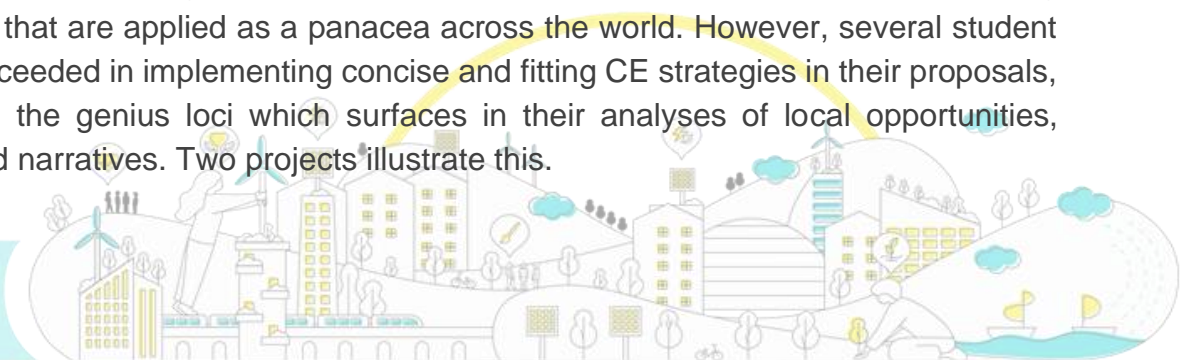 that are applied as a panacea across the world. However, several student
ceeded in implementing concise and fitting CE strategies in their proposals,
the genius loci which surfaces in their analyses of local opportunities,
d narratives. Two projects illustrate this.